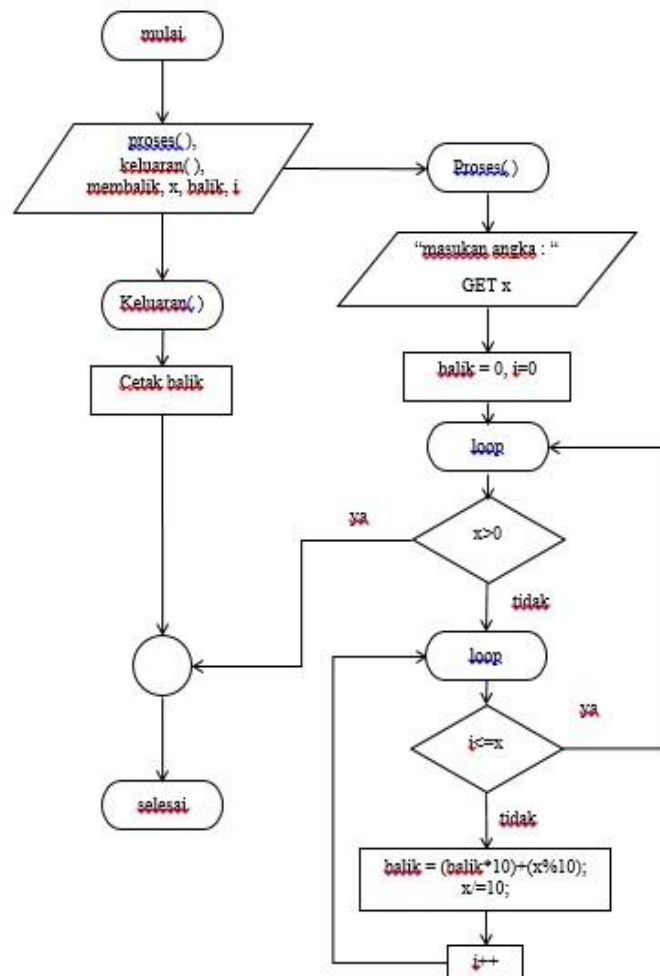 mulai
proses( ),
keluaran( ),
membalik, x, balik, i
Proses( )
"masukan angka : "
GET x
Keluaran( )
Cetak balik
balik = 0, i=0
loop
ya
x>0
tidak
loop
ya
i<=x
tidak
selesai
balik = (balik*10)+(x%10);
x/=10;
i++